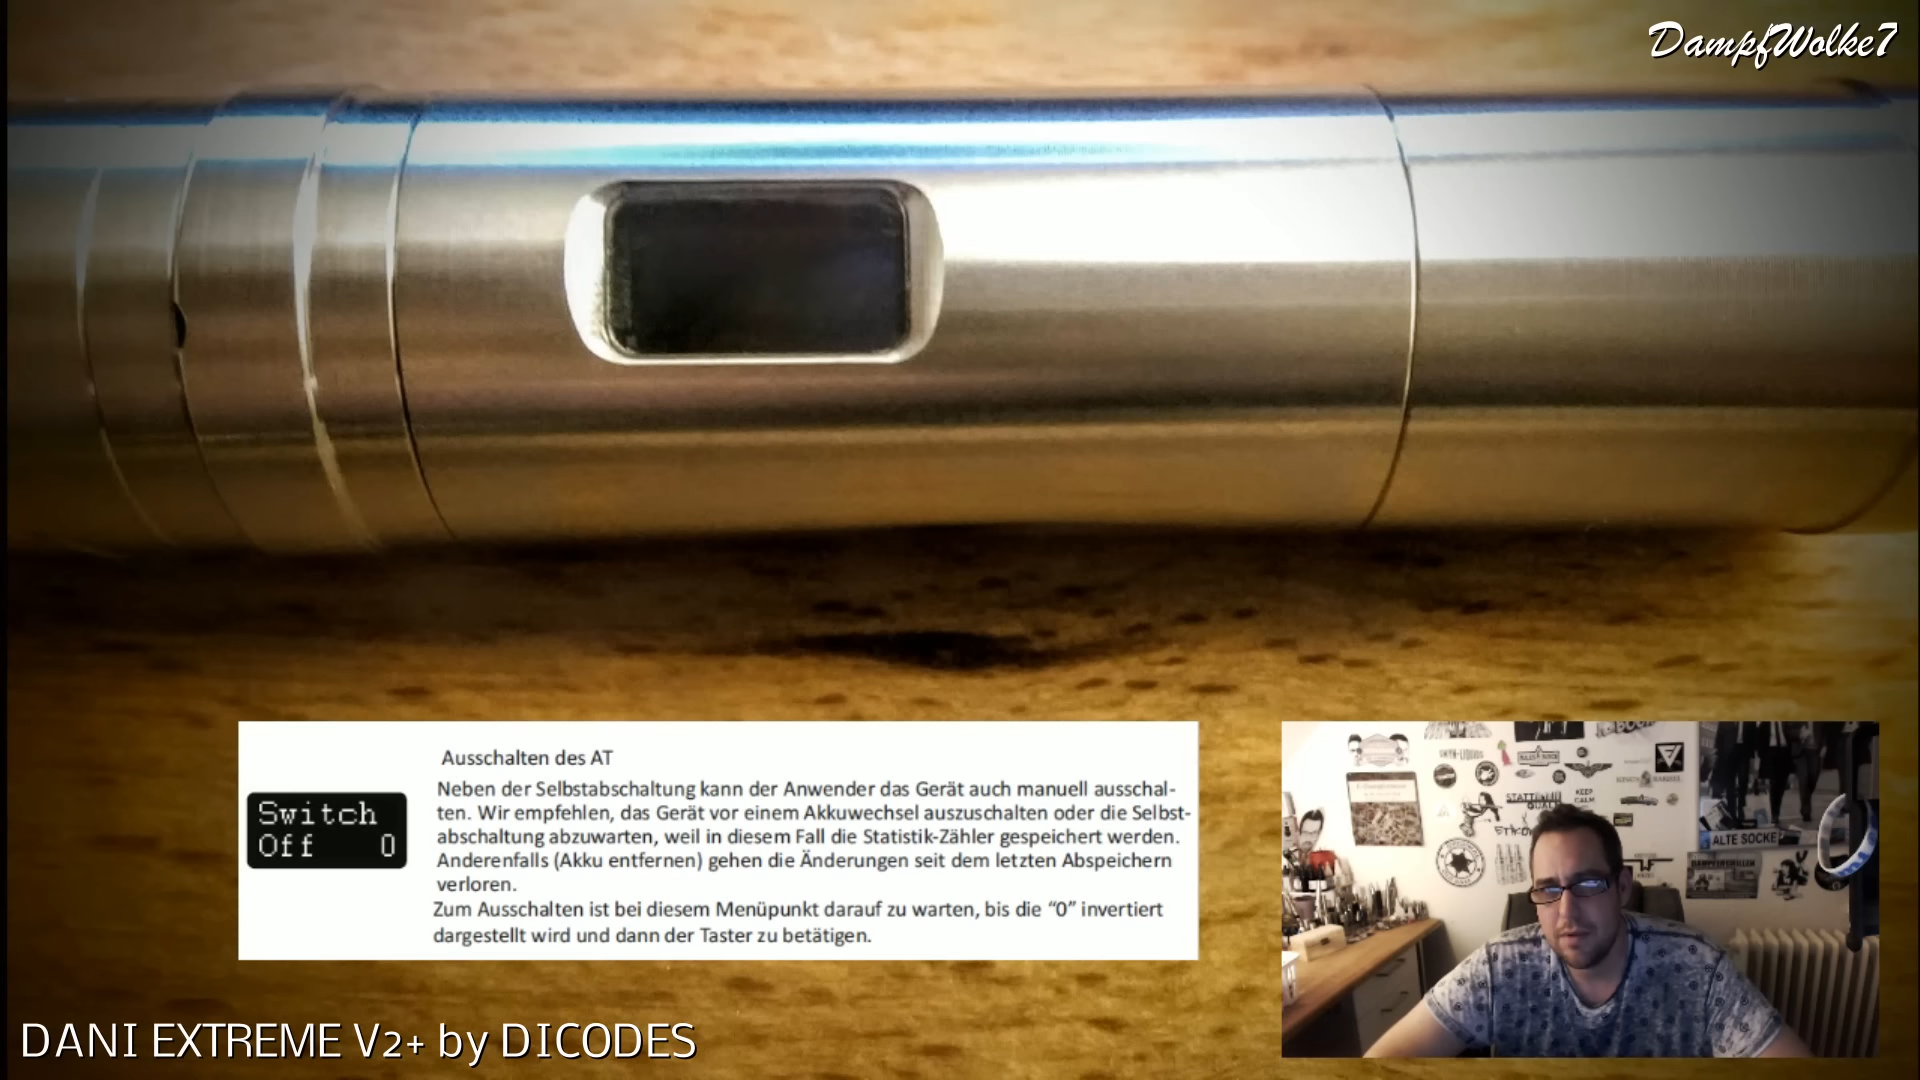 DampfWolke7
Ausschalten des AT
Neben der Selbstabschaltung kann der Anwender das Gerät auch manuell ausschal-
ten. Wir empfehlen, das Gerät vor einem Akkuwechsel auszuschalten oder die Selbst-
abschaltung abzuwarten, weil in diesem Fall die Statistik-Zähler gespeichert werden.
Anderenfalls (Akku entfernen) gehen die Änderungen seit dem letzten Abspeichern
verloren.
Zum Ausschalten ist bei diesem Menüpunkt darauf zu warten, bis die “0” invertiert
dargestellt wird und dann der Taster zu betätigen.
Switch
Off 0
STATT
KEEP
CALM
ALTE SOCKE
DANI EXTREME V2+ by DICODES